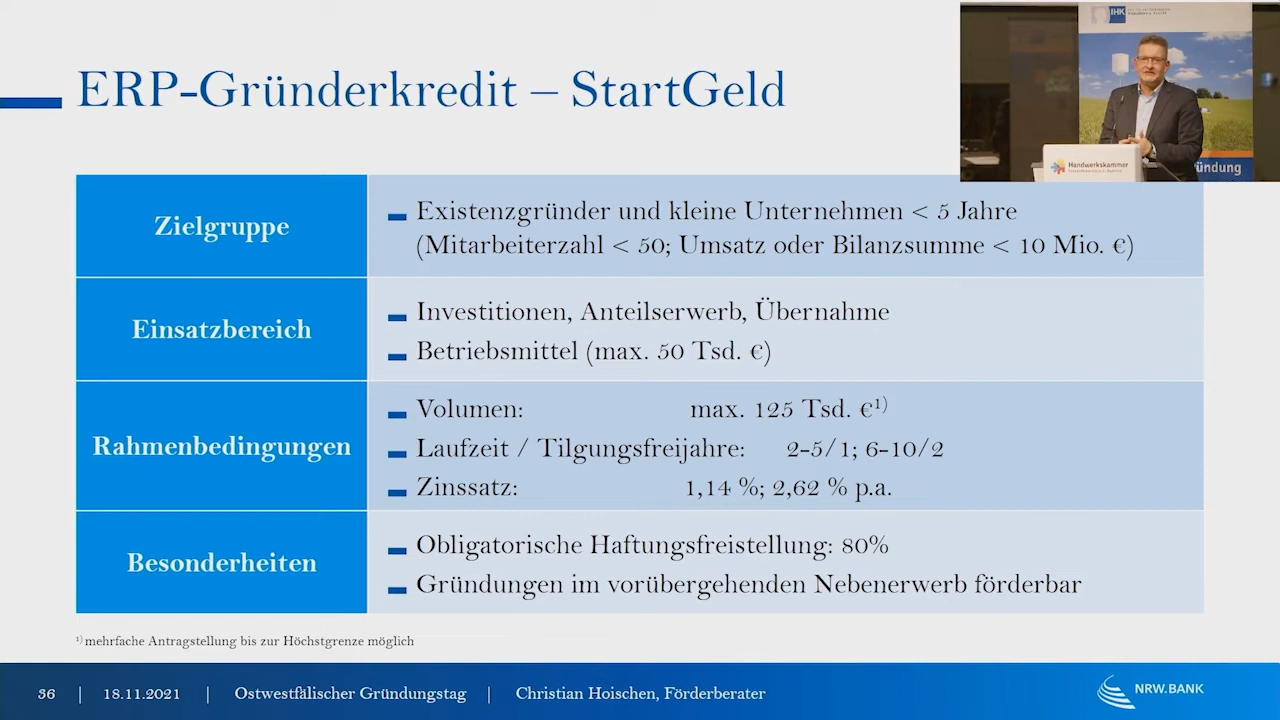 ERP-Gründerkredit – StartGeld
IHK
Handwerkskammer
ündung
Zielgruppe
Existenzgründer und kleine Unternehmen < 5 Jahre
(Mitarbeiterzahl < 50; Umsatz oder Bilanzsumme < 10 Mio. €)
Einsatzbereich
Investitionen, Anteilserwerb, Übernahme
Betriebsmittel (max. 50 Tsd. €)
Rahmenbedingungen
Volumen: max. 125 Tsd. €¹⁾
Laufzeit / Tilgungsfreijahre: 2-5/1; 6-10/2
Zinssatz: 1,14 %; 2,62 % p.a.
Besonderheiten
Obligatorische Haftungsfreistellung: 80%
Gründungen im vorübergehenden Nebenerwerb förderbar
¹⁾ mehrfache Antragstellung bis zur Höchstgrenze möglich
36 | 18.11.2021 | Ostwestfälischer Gründungstag | Christian Hoischen, Förderberater
NRW.BANK